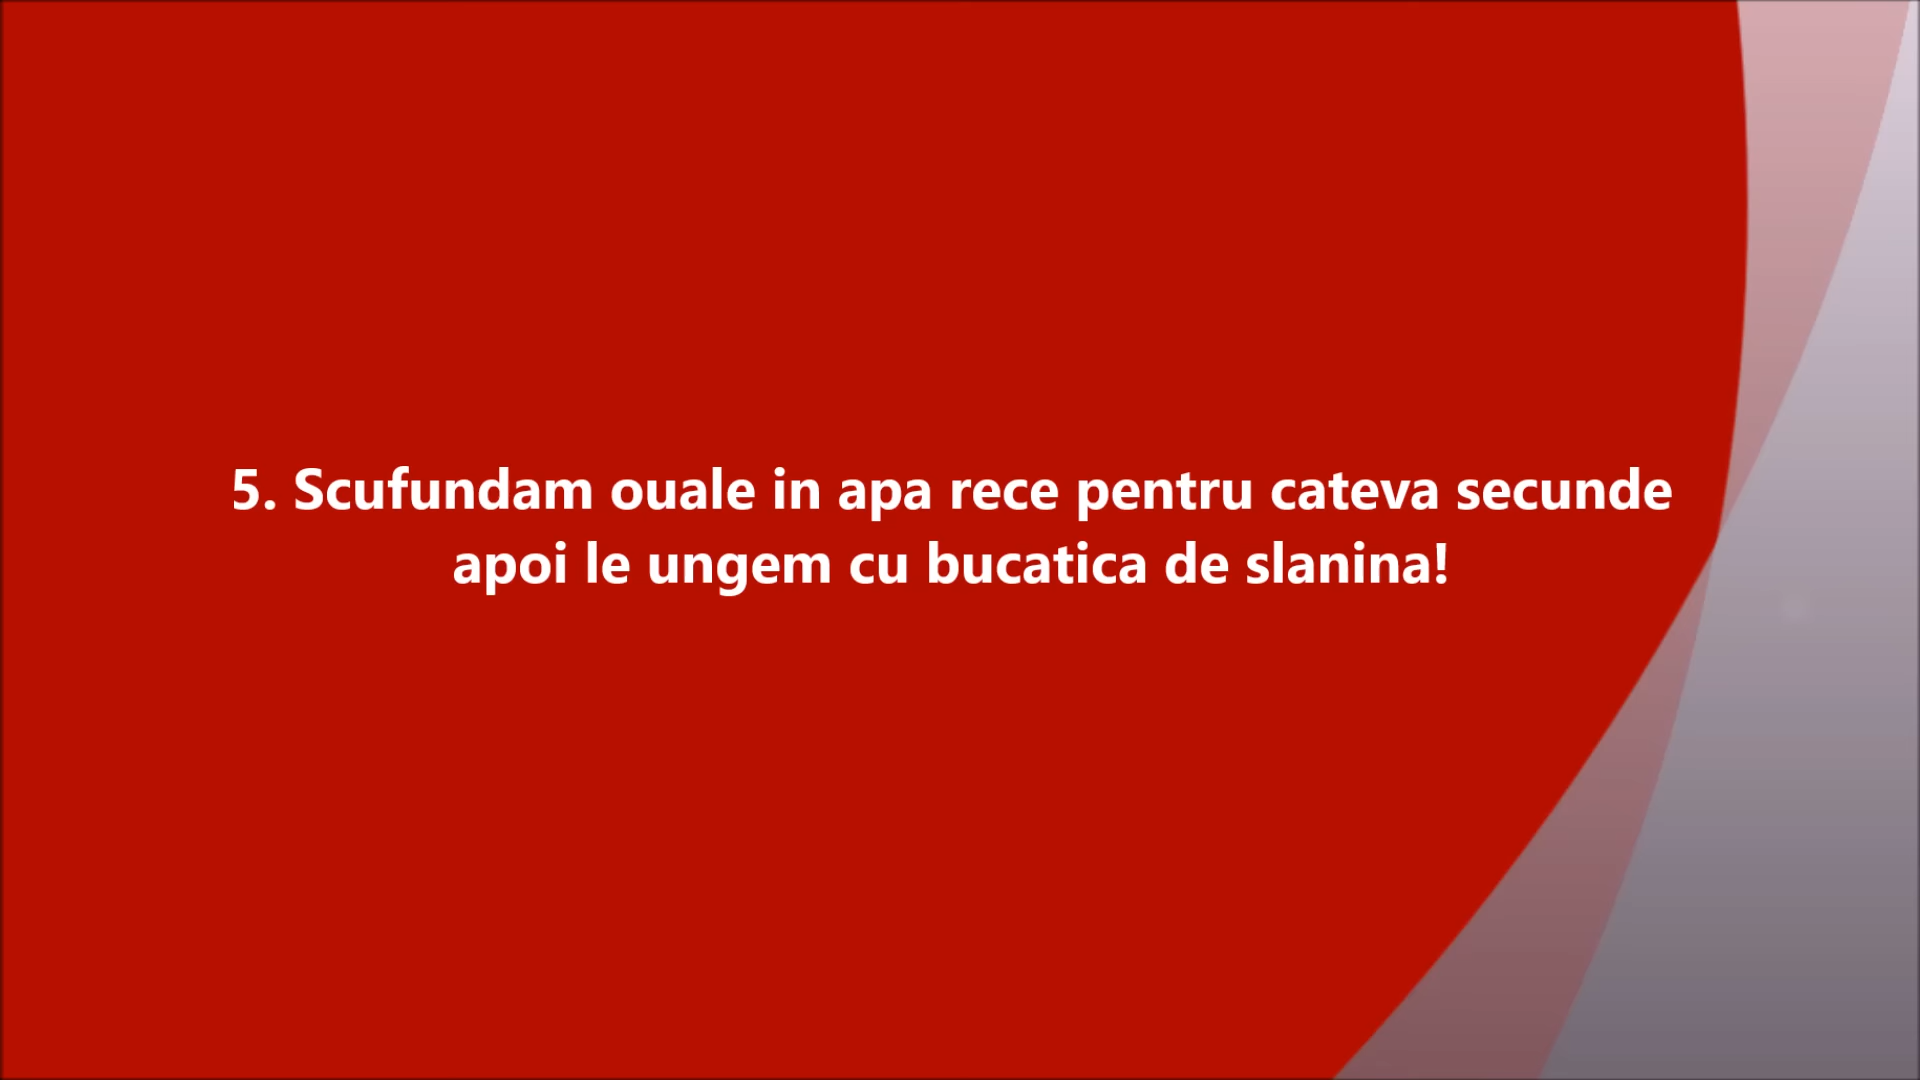 5. Scufundam ouale in apa rece pentru cateva secunde
apoi le ungem cu bucatica de slanina!